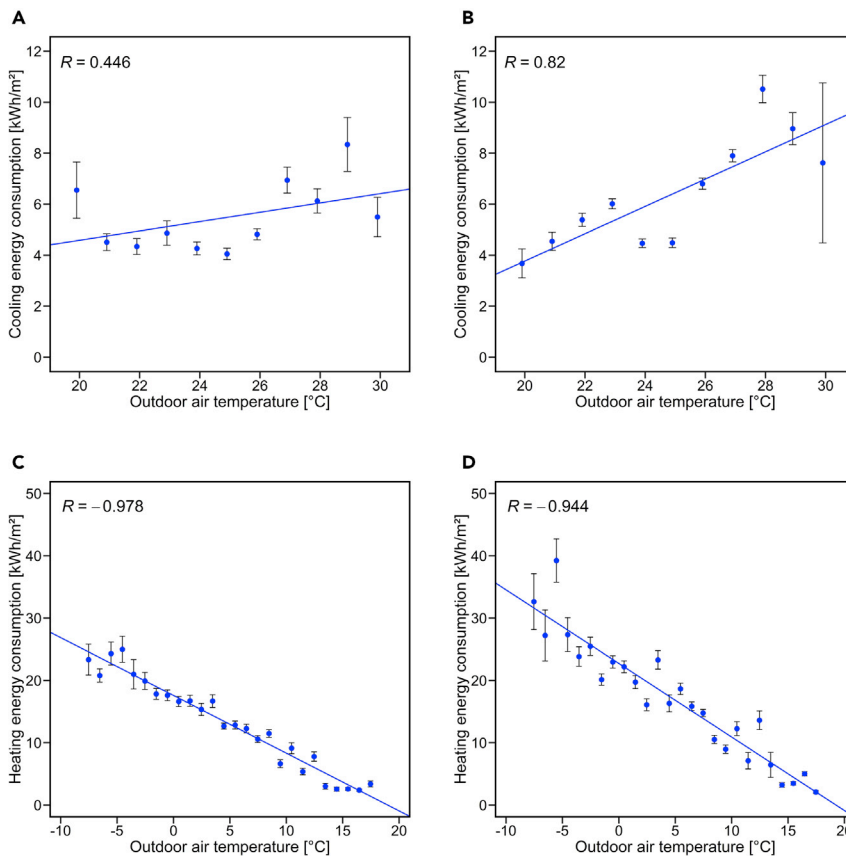 A
R = 0.446
Cooling energy consumption [kWh/m²]
12
10
8
6
4
2
0
20 22 24 26 28 30
Outdoor air temperature [°C]
B
R = 0.82
Cooling energy consumption [kWh/m²]
12
10
8
6
4
2
0
20 22 24 26 28 30
Outdoor air temperature [°C]
C
R = −0.978
Heating energy consumption [kWh/m²]
50
40
30
20
10
0
-10 -5 0 5 10 15 20
Outdoor air temperature [°C]
D
R = −0.944
Heating energy consumption [kWh/m²]
50
40
30
20
10
0
-10 -5 0 5 10 15 20
Outdoor air temperature [°C]